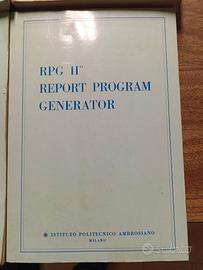 RPG II"
REPORT PROGRAM
GENERATOR
ISTITUTO POLITECNICO AMBROSIANO
MILANO